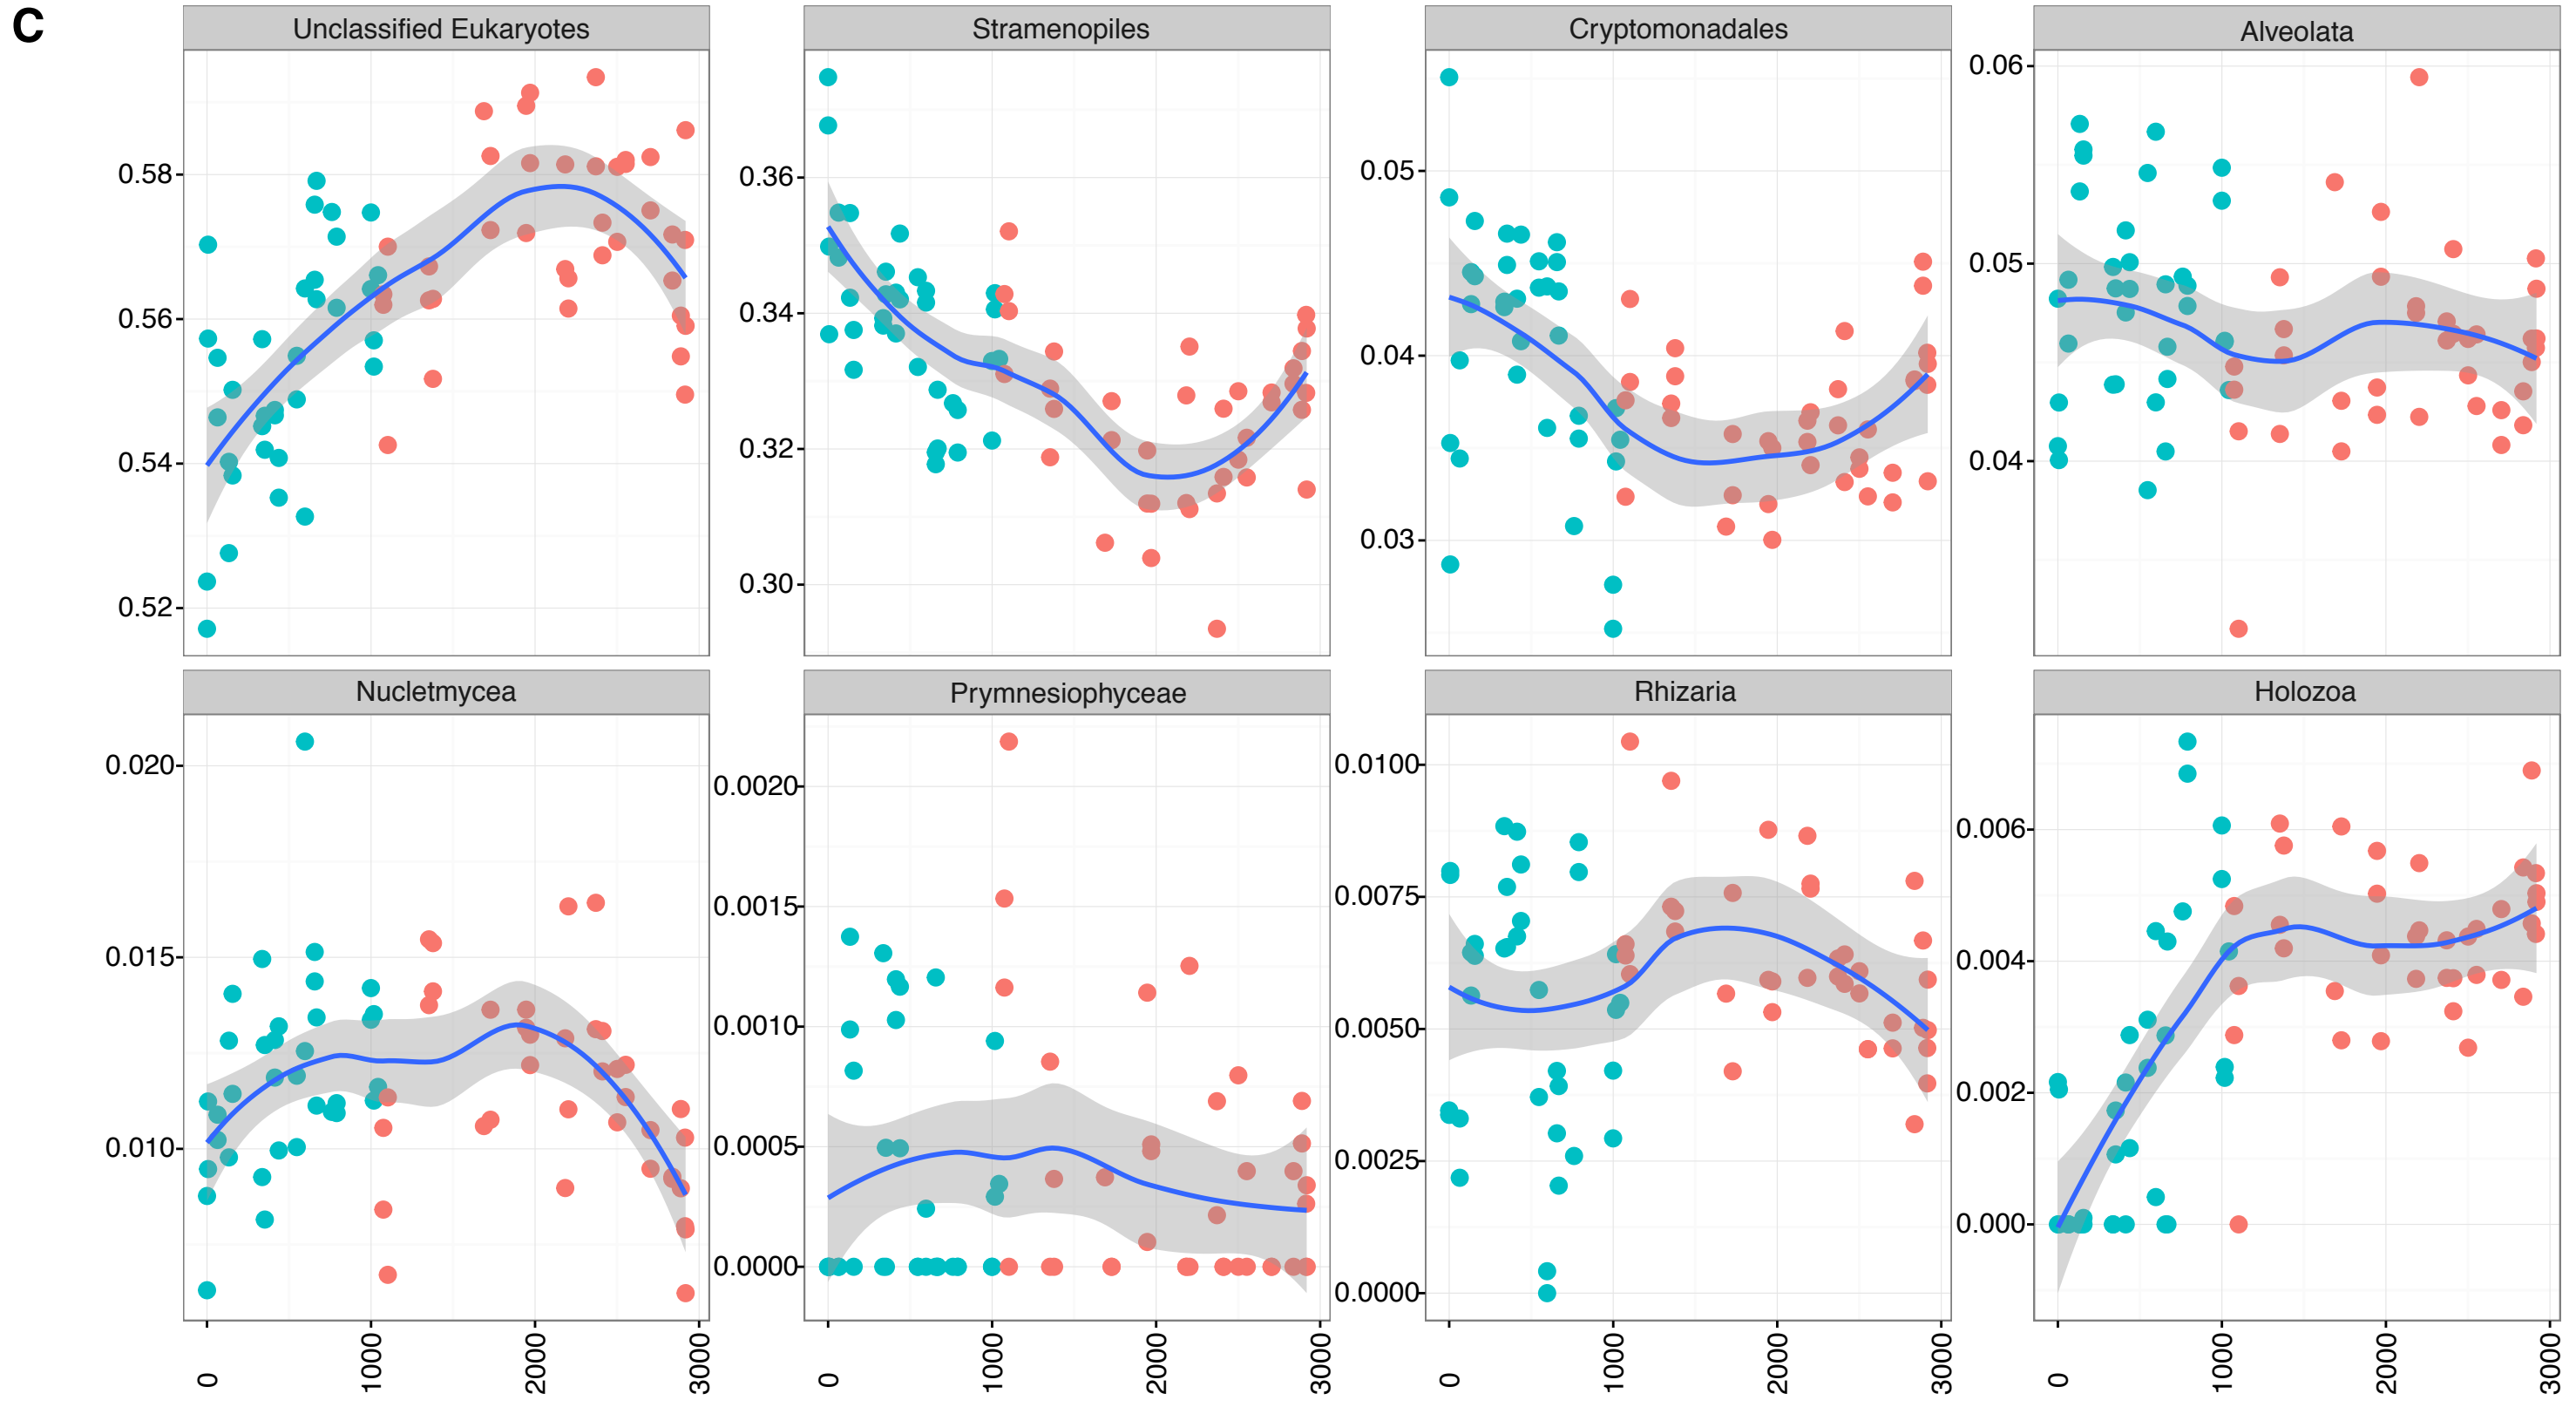 C
Unclassified Eukaryotes
Stramenopiles
Cryptomonadales
Alveolata
0.58
0.56
0.54
0.52
0.36
0.34
0.32
0.30
0.05
0.04
0.03
0.06
0.05
0.04
Nucletmycea
Prymnesiophyceae
Rhizaria
Holozoa
0.020
0.015
0.010
0.0020
0.0015
0.0010
0.0005
0.0000
0.0100
0.0075
0.0050
0.0025
0.0000
0.006
0.004
0.002
0.000
0 1000 2000 3000
0 1000 2000 3000
0 1000 2000 3000
0 1000 2000 3000